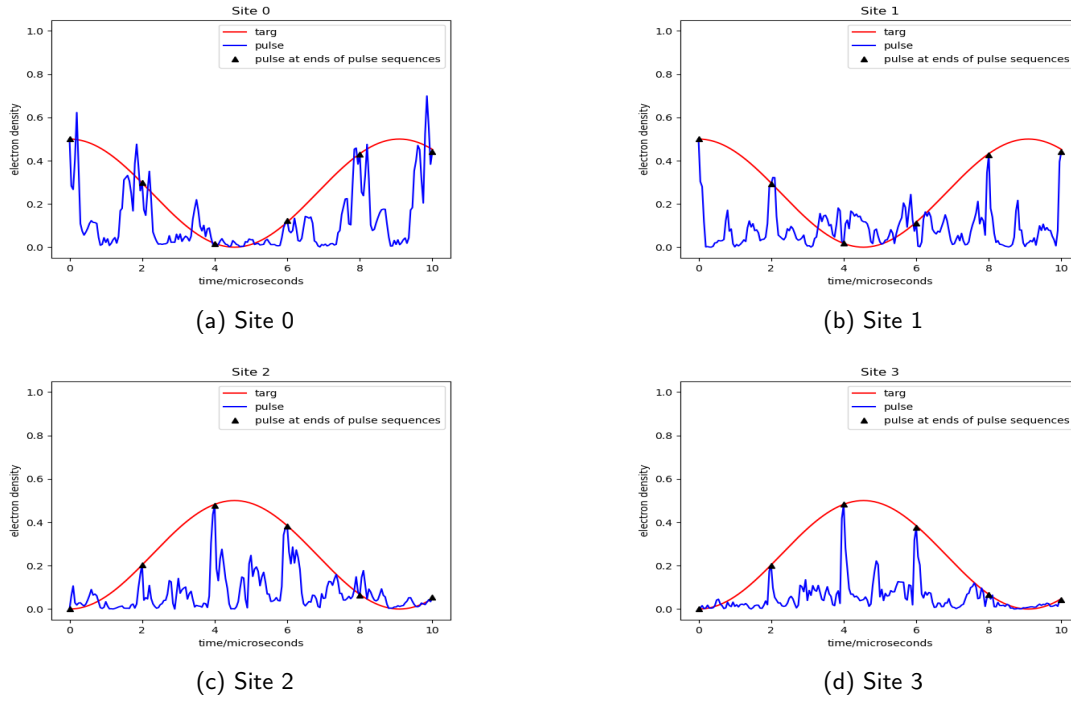 Site 0
targ
pulse
pulse at ends of pulse sequences
electron density
1.0
0.8
0.6
0.4
0.2
0.0
0 2 4 6 8 10
time/microseconds
(a) Site 0
Site 1
targ
pulse
pulse at ends of pulse sequences
electron density
1.0
0.8
0.6
0.4
0.2
0.0
0 2 4 6 8 10
time/microseconds
(b) Site 1
Site 2
targ
pulse
pulse at ends of pulse sequences
electron density
1.0
0.8
0.6
0.4
0.2
0.0
0 2 4 6 8 10
time/microseconds
(c) Site 2
Site 3
targ
pulse
pulse at ends of pulse sequences
electron density
1.0
0.8
0.6
0.4
0.2
0.0
0 2 4 6 8 10
time/microseconds
(d) Site 3